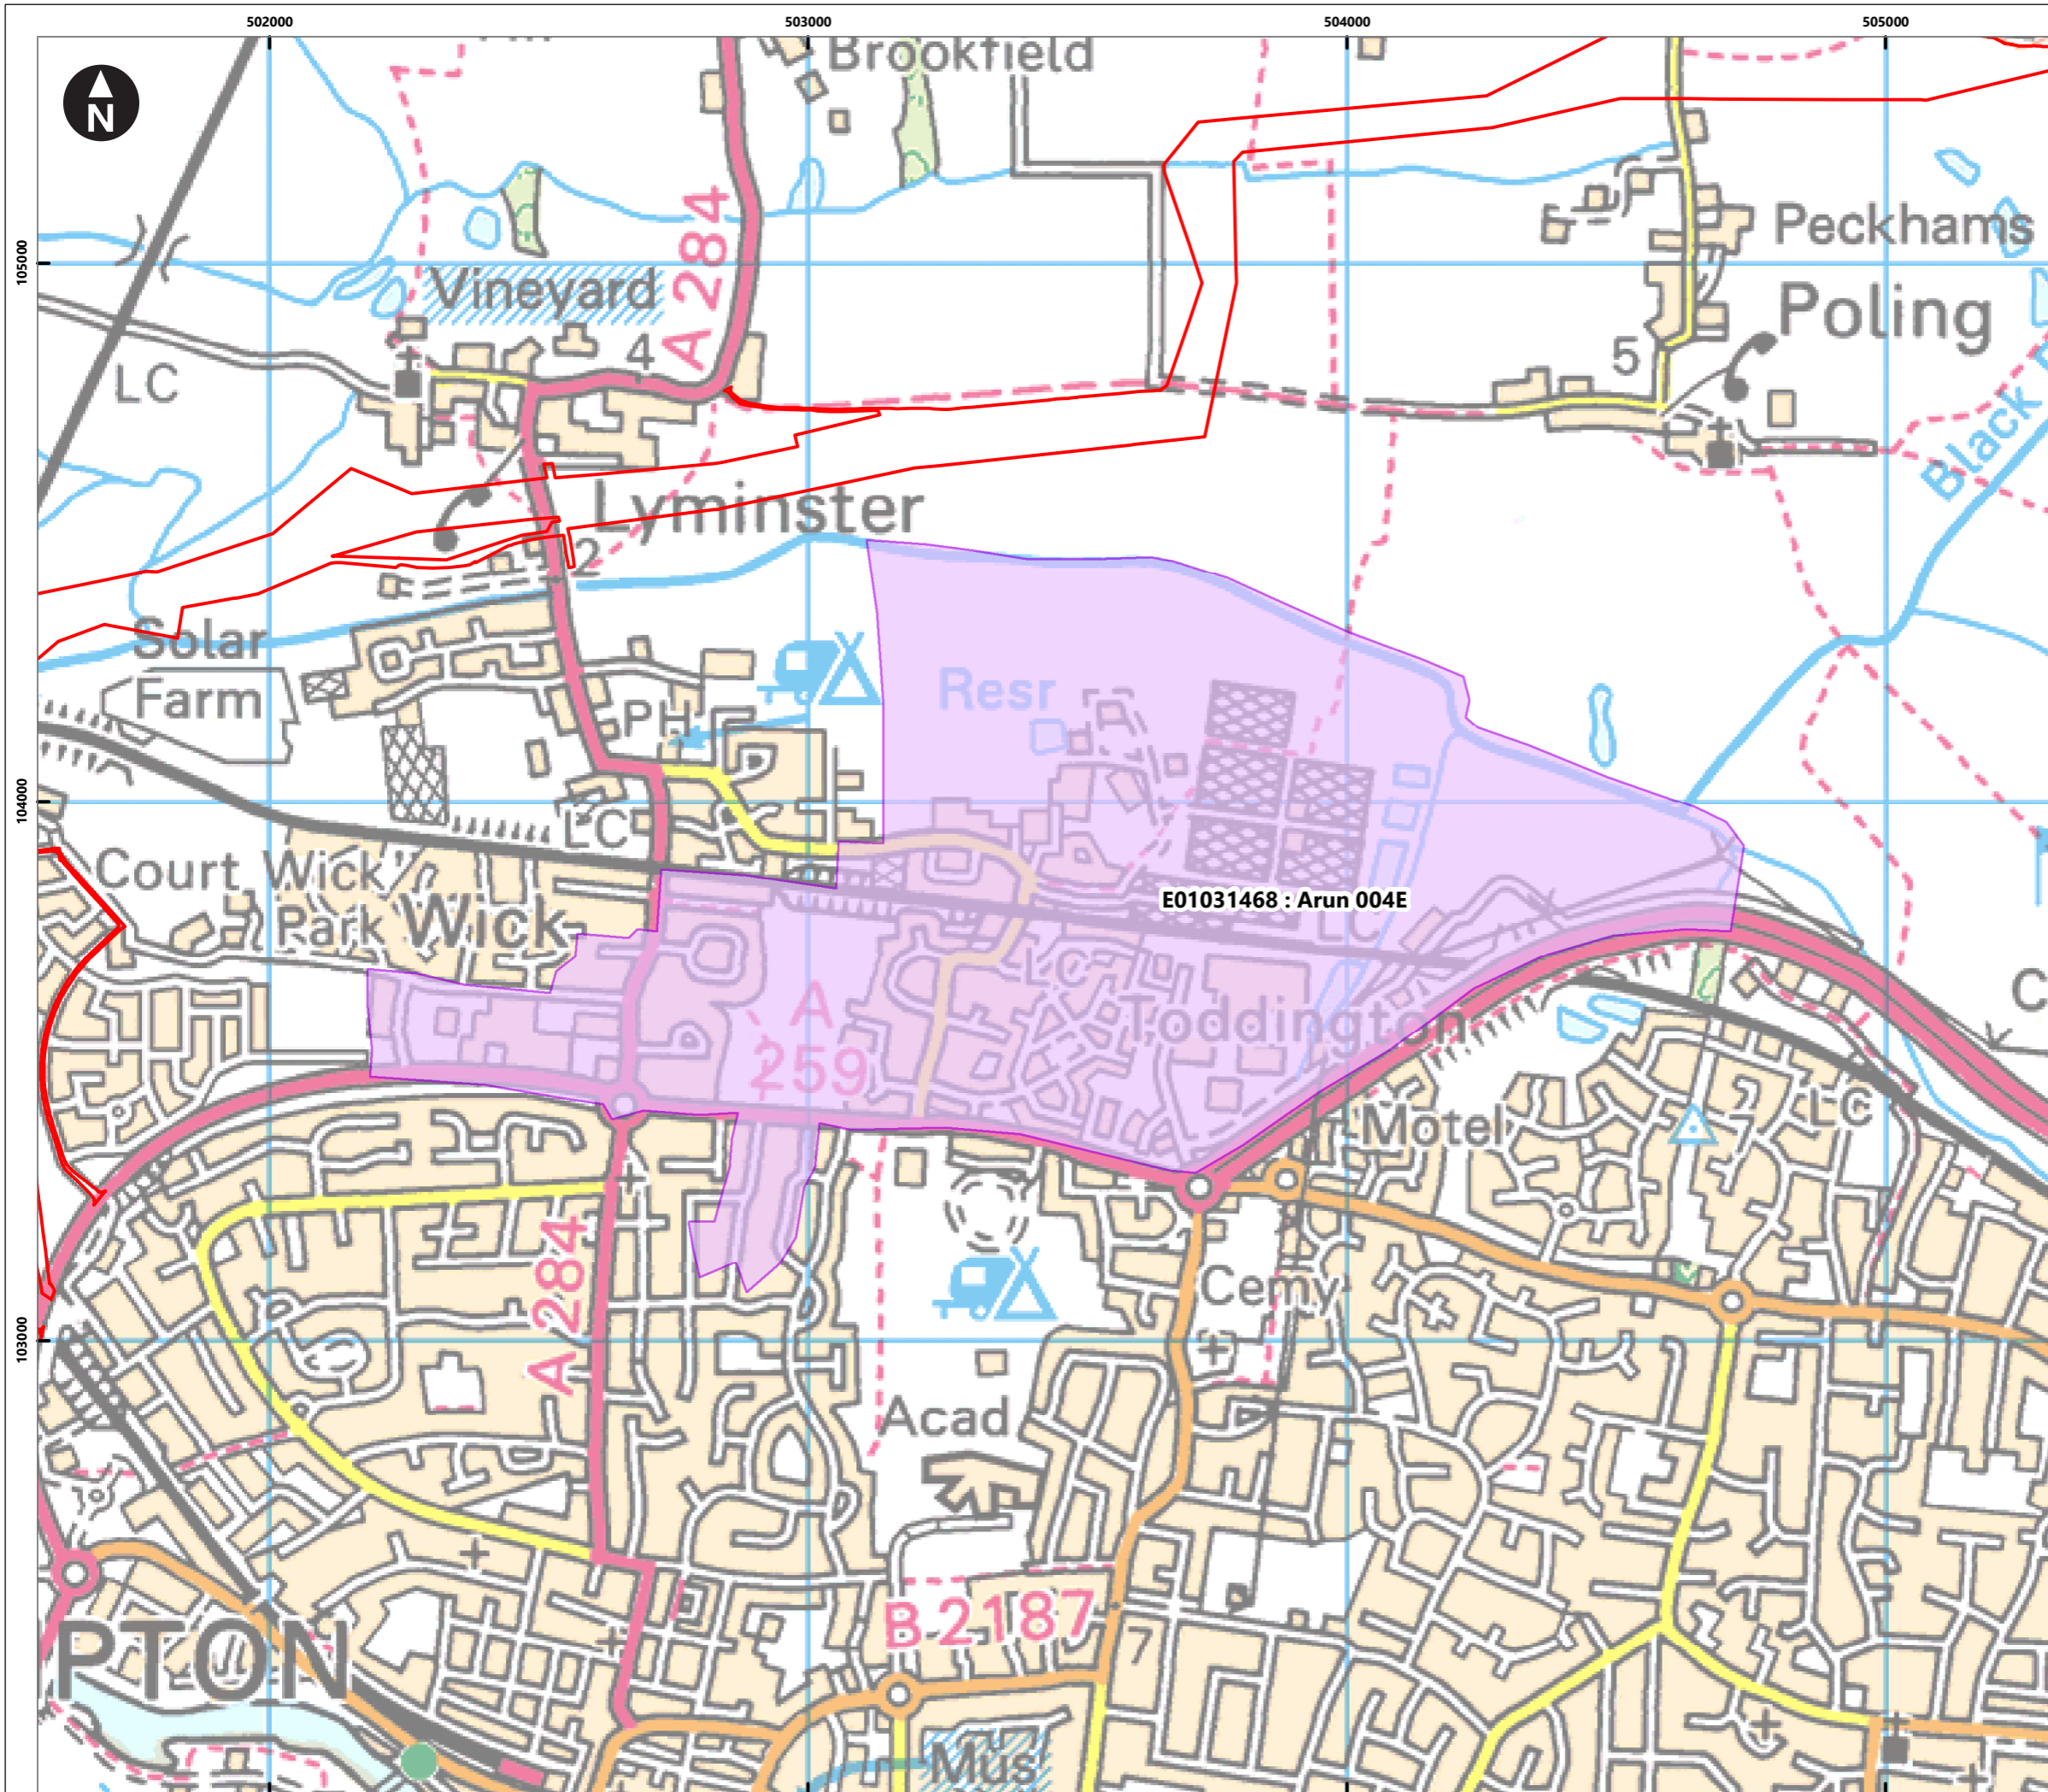 502000 503000 504000 505000
N
Brookfield
A 284
105000
Peckhams
Vineyard
Poling
4
5
LC
Black
Lyminster
2
Solar
Farm
Resr
PH
104000
LC
Court Wick
Park
Wick
E01031468 : Arun 004E
LC
LC
A
259
Toddington
C
Motel
7
LC
A 284
Cemy
103000
Acad
B 2187
7
PTON
Mus